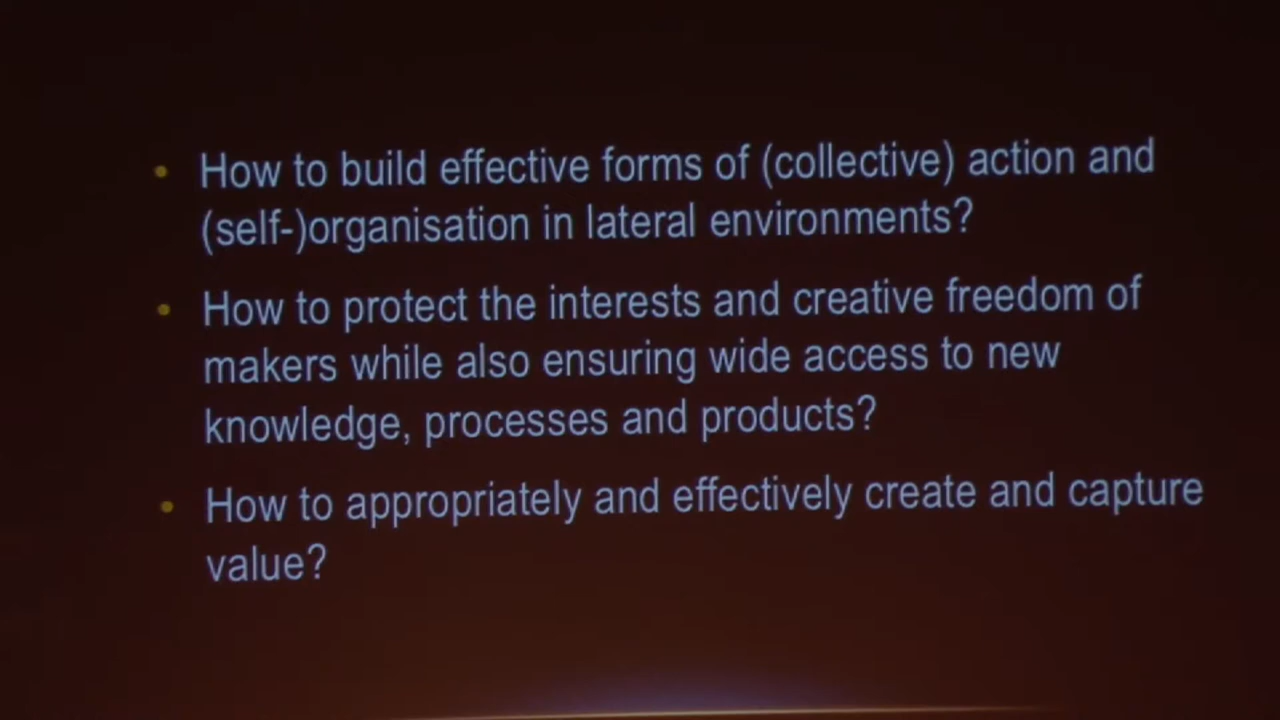 • How to build effective forms of (collective) action and
(self-)organisation in lateral environments?
• How to protect the interests and creative freedom of
makers while also ensuring wide access to new
knowledge, processes and products?
• How to appropriately and effectively create and capture
value?